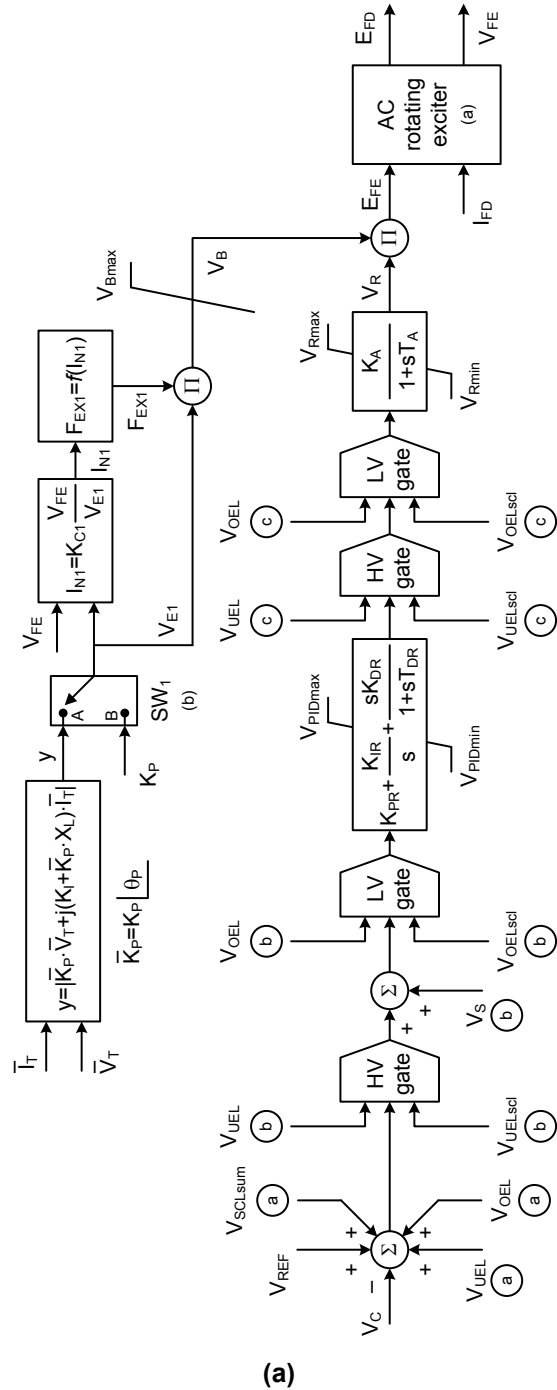 I̅_T
V̅_T
y=|K̅_P·V̅_T+j(K_I+K̅_P·X_L)·I̅_T|
K̅_P=K_P∠θ_P
y
A
B
K_P
SW_1
(b)
V_FE
I_N1=K_C1 V_FE/V_E1
I_N1
F_EX1=f(I_N1)
F_EX1
V_E1
Π
V_Bmax
V_B
V_C
−
V_REF
+
V_SCLsum
a
+
Σ
+
V_UEL
a
+
V_OEL
a
V_UEL
b
HV
gate
V_UELscl
b
+
Σ
+
V_S
b
V_OEL
b
LV
gate
V_OELscl
b
V_PIDmax
K_PR+K_IR/s+sK_DR/1+sT_DR
V_PIDmin
V_UEL
c
HV
gate
V_UELscl
c
V_OEL
c
LV
gate
V_OELscl
c
V_Rmax
K_A/1+sT_A
V_Rmin
V_R
Π
E_FE
I_FD
AC
rotating
exciter
(a)
E_FD
V_FE
(a)